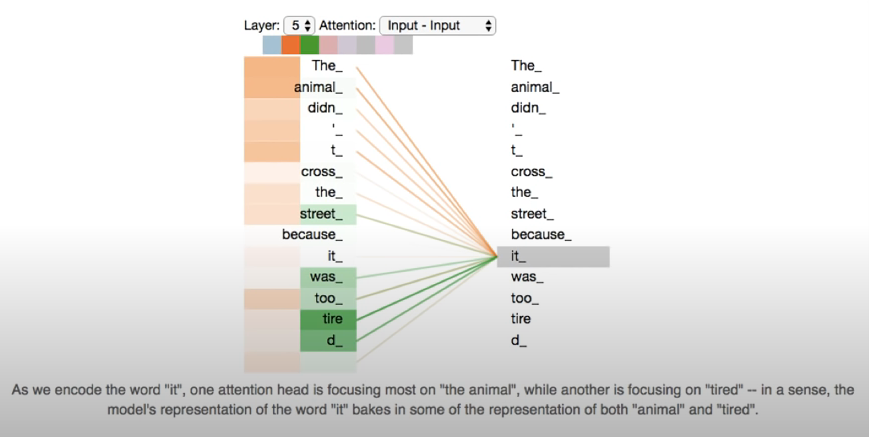 Layer: 5 Attention: Input - Input
The_ The_
animal_ animal_
didn_ didn_
'_ '_
t_ t_
cross_ cross_
the_ the_
street_ street_
because_ because_
it_ it_
was_ was_
too_ too_
tire tire
d_ d_
As we encode the word "it", one attention head is focusing most on "the animal", while another is focusing on "tired" -- in a sense, the
model's representation of the word "it" bakes in some of the representation of both "animal" and "tired".